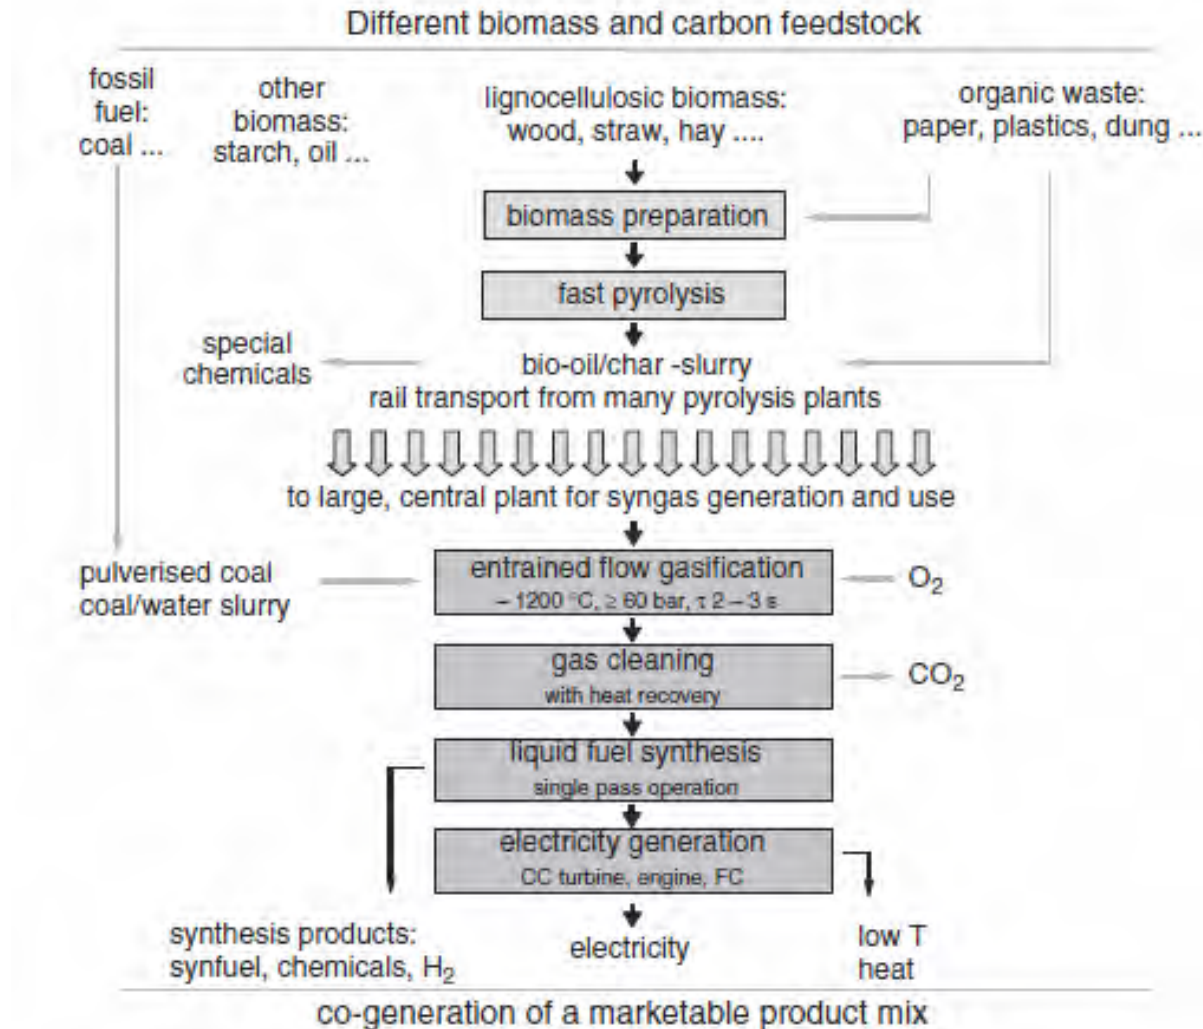 Different biomass and carbon feedstock
fossil
fuel:
coal ...
other
biomass:
starch, oil ...
lignocellulosic biomass:
wood, straw, hay ....
organic waste:
paper, plastics, dung ...
biomass preparation
fast pyrolysis
special
chemicals
bio-oil/char -slurry
rail transport from many pyrolysis plants
to large, central plant for syngas generation and use
pulverised coal
coal/water slurry
entrained flow gasification
– 1200 °C, ≥ 60 bar, τ 2 – 3 s
O₂
gas cleaning
with heat recovery
CO₂
liquid fuel synthesis
single pass operation
electricity generation
CC turbine, engine, FC
synthesis products:
synfuel, chemicals, H₂
electricity
low T
heat
co-generation of a marketable product mix